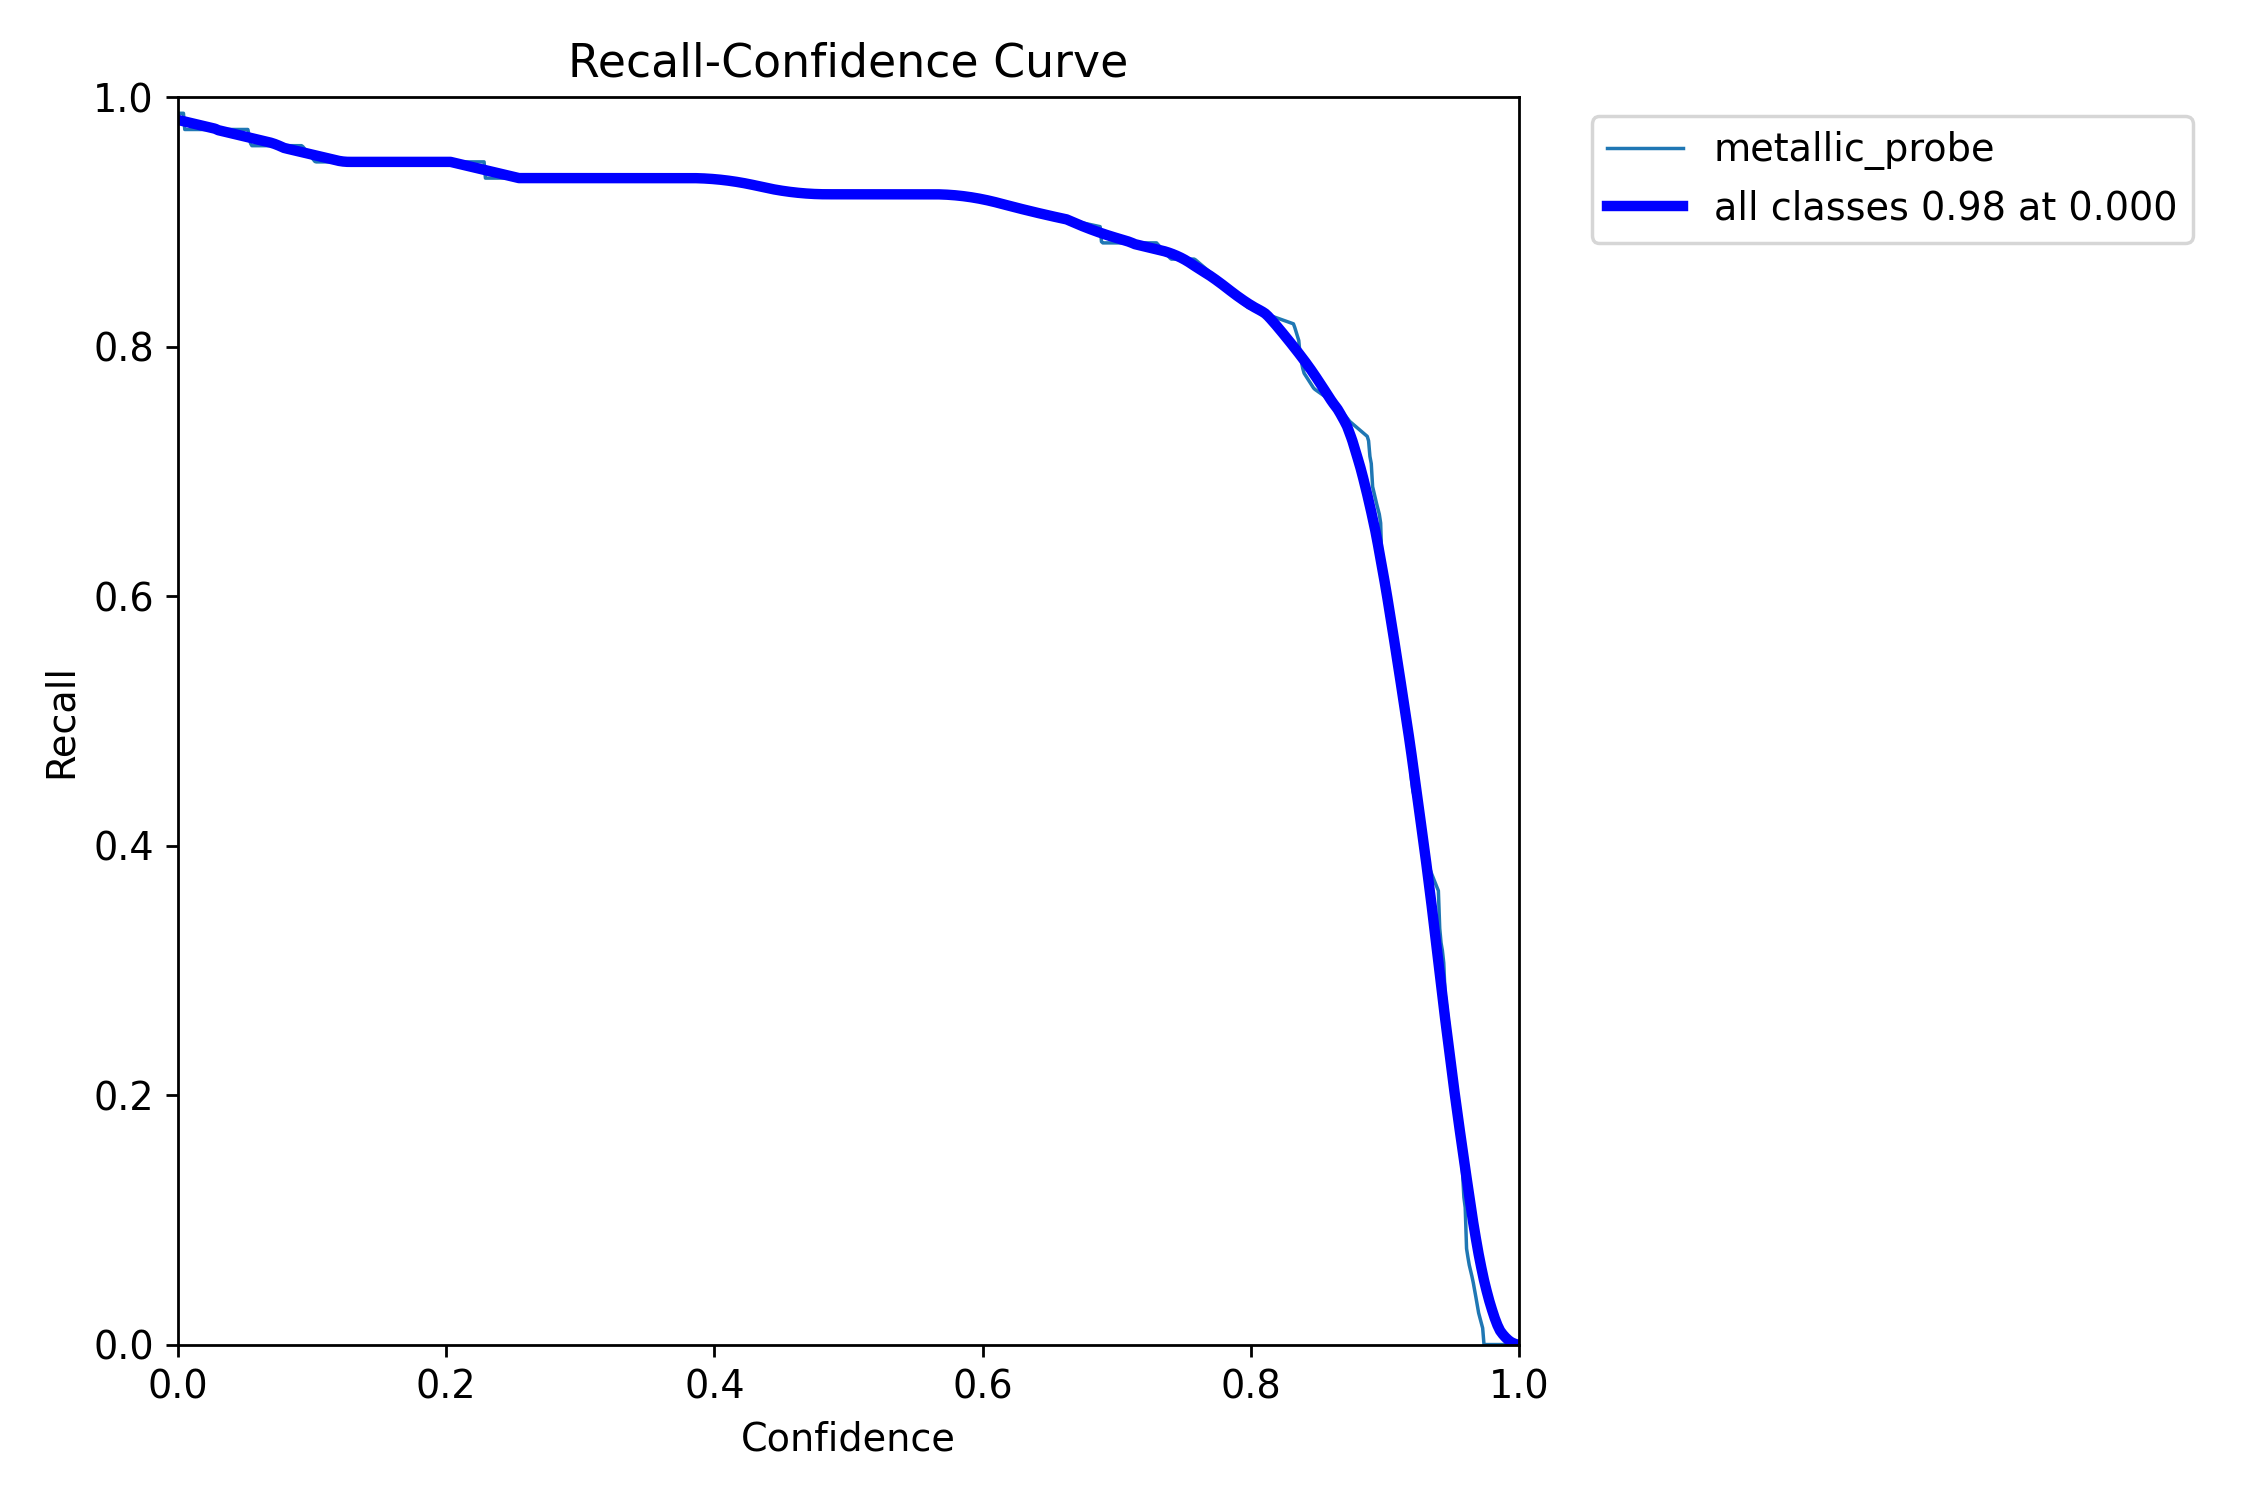 Recall-Confidence Curve
1.0
0.8
0.6
0.4
0.2
0.0
Recall
0.0 0.2 0.4 0.6 0.8 1.0
Confidence
metallic_probe
all classes 0.98 at 0.000